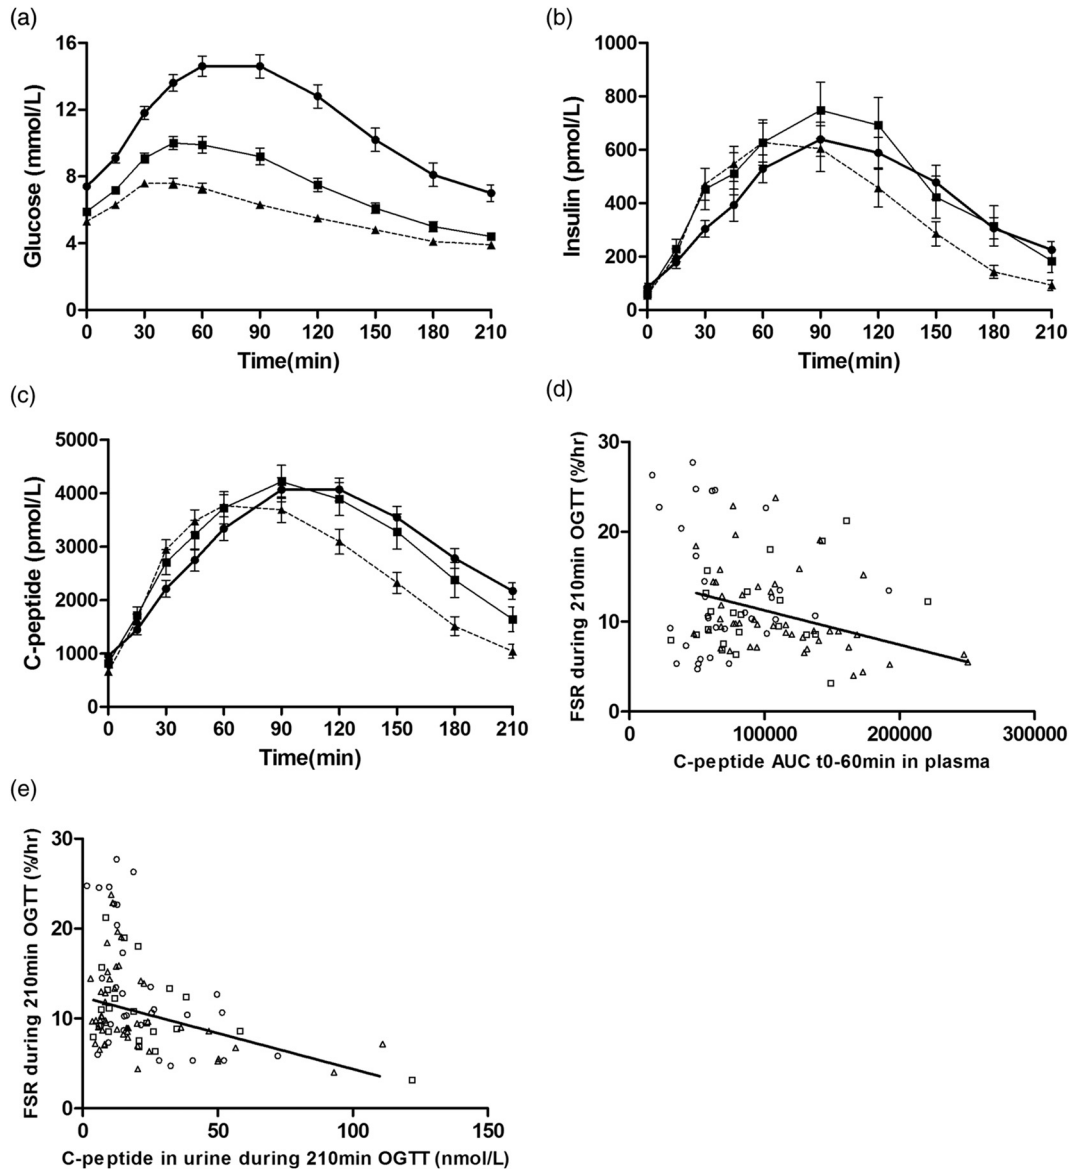 (a)
16
12
8
4
0
Glucose (mmol/L)
0 30 60 90 120 150 180 210
Time(min)
(b)
1000
800
600
400
200
0
Insulin (pmol/L)
0 30 60 90 120 150 180 210
Time(min)
(c)
5000
4000
3000
2000
1000
0
C-peptide (pmol/L)
0 30 60 90 120 150 180 210
Time(min)
(d)
30
20
10
0
FSR during 210min OGTT (%/hr)
0 100000 200000 300000
C-peptide AUC t0-60min in plasma
(e)
30
20
10
0
FSR during 210min OGTT (%/hr)
0 50 100 150
C-peptide in urine during 210min OGTT (nmol/L)